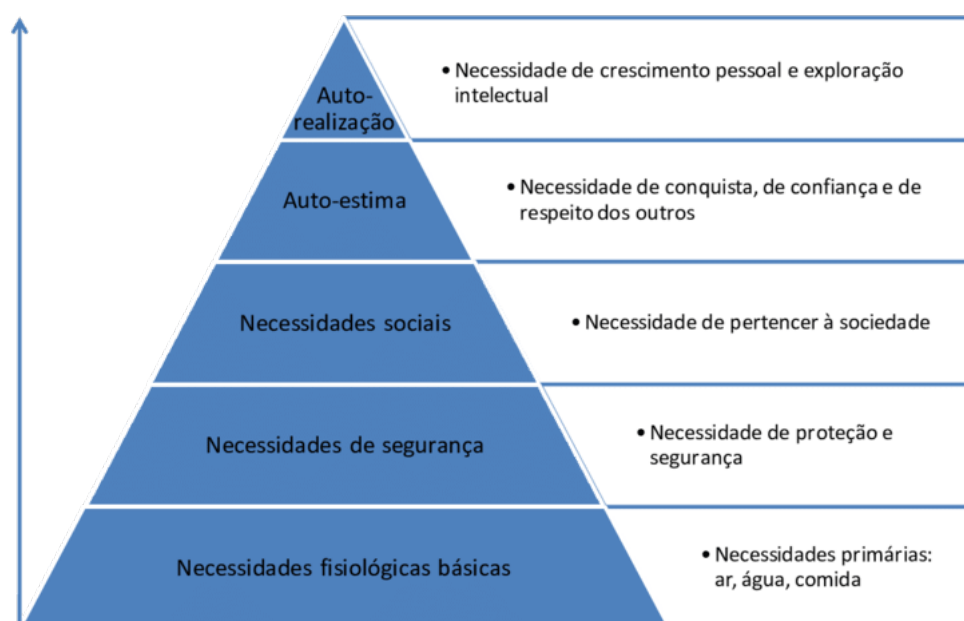 Auto-
realização
• Necessidade de crescimento pessoal e exploração
intelectual
Auto-estima
• Necessidade de conquista, de confiança e de
respeito dos outros
Necessidades sociais
• Necessidade de pertencer à sociedade
Necessidades de segurança
• Necessidade de proteção e
segurança
Necessidades fisiológicas básicas
• Necessidades primárias:
ar, água, comida